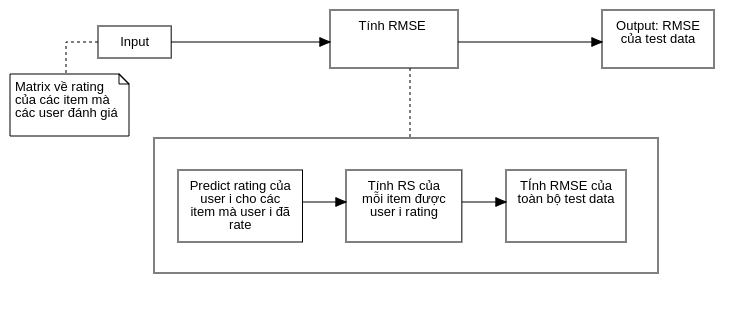 Input
Tính RMSE
Output: RMSE
của test data
Matrix về rating
của các item mà
các user đánh giá
Predict rating của
user i cho các
item mà user i đã
rate
Tính RS của
mỗi item được
user i rating
TÍnh RMSE của
toàn bộ test data